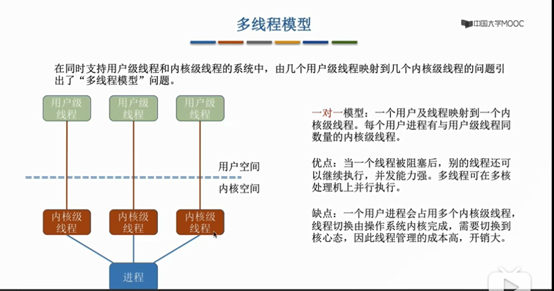 多线程模型
中国大学MOOC
在同时支持用户级线程和内核级线程的系统中，由几个用户级线程映射到几个内核级线程的问题引
出了“多线程模型”问题。
用户级
线程
用户级
线程
用户级
线程
用户空间
内核空间
内核级
线程
内核级
线程
内核级
线程
进程
一对一模型：一个用户及线程映射到一个内
核级线程。每个用户进程有与用户级线程同
数量的内核级线程。
优点：当一个线程被阻塞后，别的线程还可
以继续执行，并发能力强。多线程可在多核
处理机上并行执行。
缺点：一个用户进程会占用多个内核级线程，
线程切换由操作系统内核完成，需要切换到
核心态，因此线程管理的成本高，开销大。